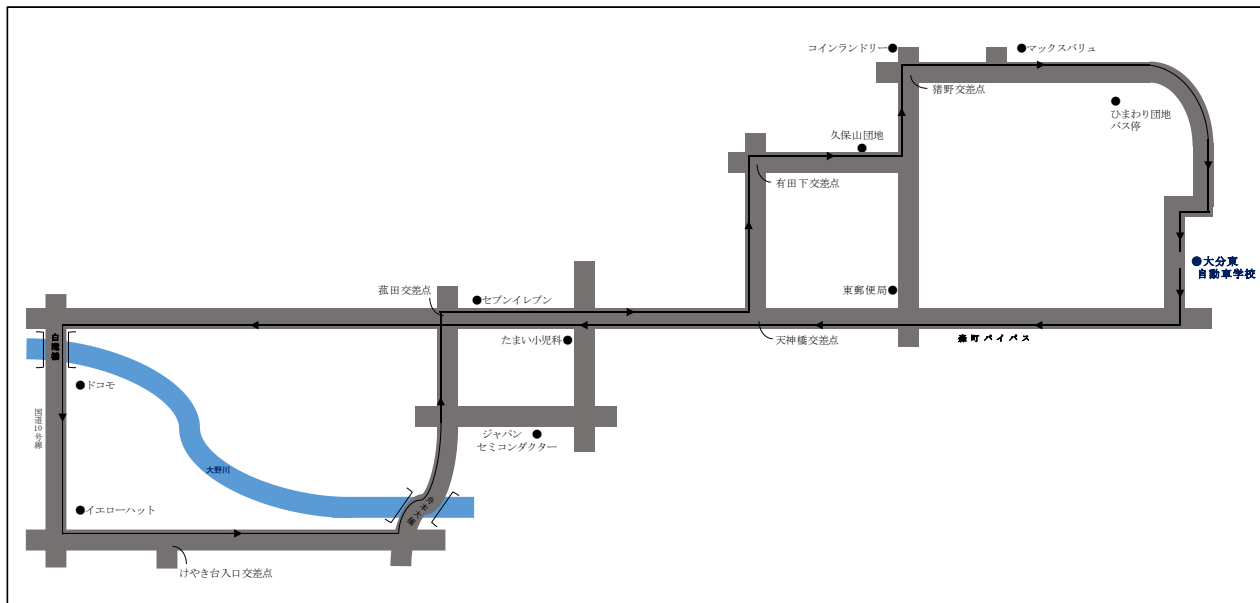 コインランドリー
マックスバリュ
猪野交差点
ひまわり団地
バス停
久保山団地
有田下交差点
大分東
自動車学校
菰田交差点
セブンイレブン
東郵便局
たまい小児科
天神橋交差点
森町バイパス
ドコモ
国道10号線
ジャパン
セミコンダクター
大野川
イエローハット
けやき台入口交差点